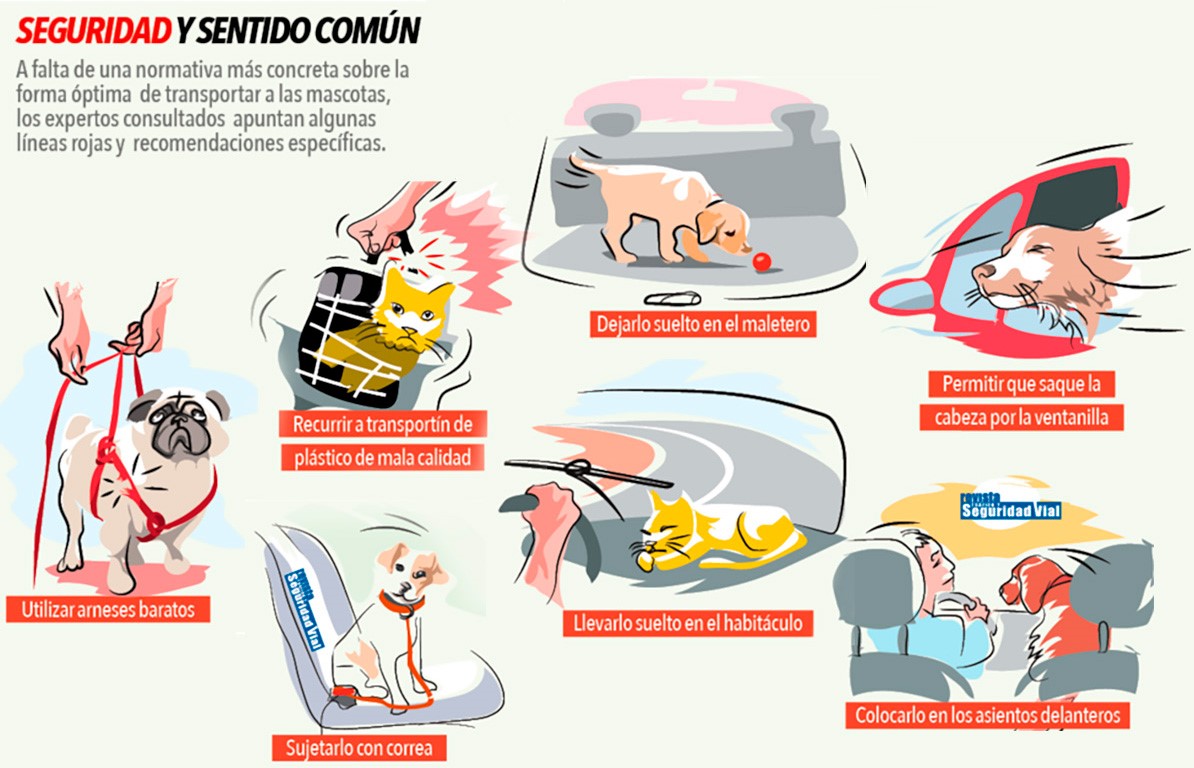 SEGURIDAD Y SENTIDO COMÚN
A falta de una normativa más concreta sobre la
forma óptima de transportar a las mascotas,
los expertos consultados apuntan algunas
líneas rojas y recomendaciones específicas.
Dejarlo suelto en el maletero
Permitir que saque la
cabeza por la ventanilla
Recurrir a transportín de
plástico de mala calidad
Utilizar arneses baratos
revista
Seguridad Vial
Sujetarlo con correa
Llevarlo suelto en el habitáculo
revista
Seguridad Vial
Colocarlo en los asientos delanteros